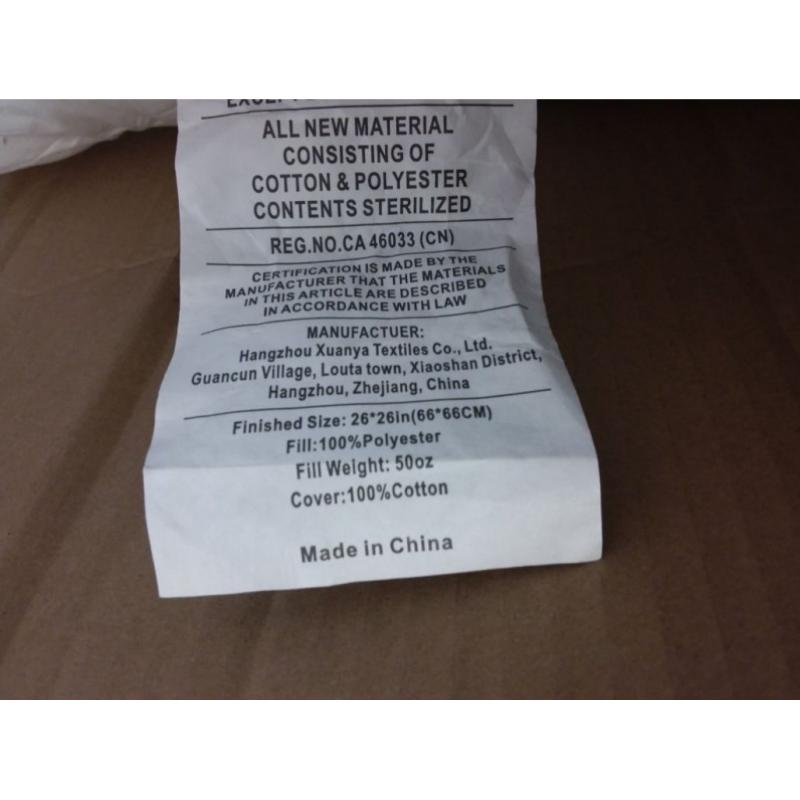 ALL NEW MATERIAL
CONSISTING OF
COTTON & POLYESTER
CONTENTS STERILIZED
REG.NO.CA 46033 (CN)
CERTIFICATION IS MADE BY THE
MANUFACTURER THAT THE MATERIALS
IN THIS ARTICLE ARE DESCRIBED
IN ACCORDANCE WITH LAW
MANUFACTUER:
Hangzhou Xuanya Textiles Co., Ltd.
Guancun Village, Louta town, Xiaoshan District,
Hangzhou, Zhejiang, China
Finished Size: 26*26in(66*66CM)
Fill:100%Polyester
Fill Weight: 50oz
Cover:100%Cotton
Made in China